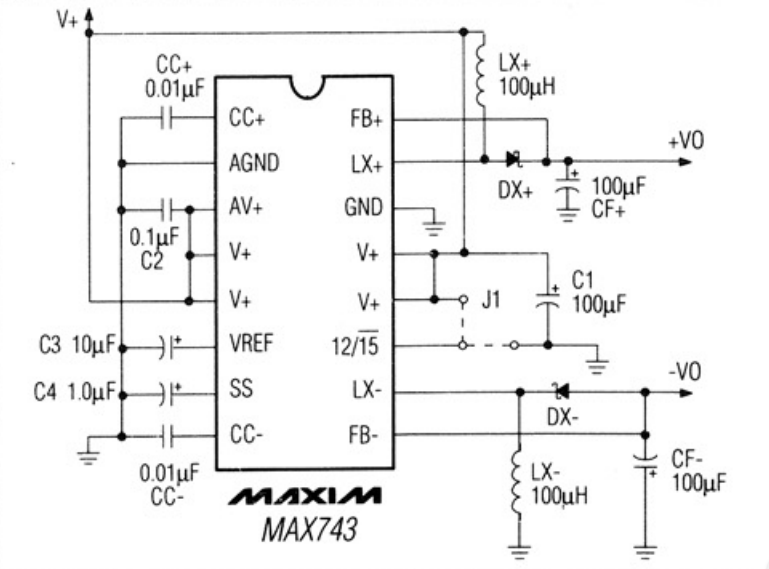 V+
CC+
0.01µF
LX+
100µH
CC+
FB+
AGND
LX+
+VO
DX+
100µF
CF+
AV+
GND
0.1µF
C2
V+
V+
C1
100µF
V+
V+
J1
C3 10µF
VREF
12/1̅5̅
C4 1.0µF
SS
LX-
-VO
DX-
CC-
FB-
0.01µF
CC-
LX-
100µH
CF-
100µF
MAXIM
MAX743